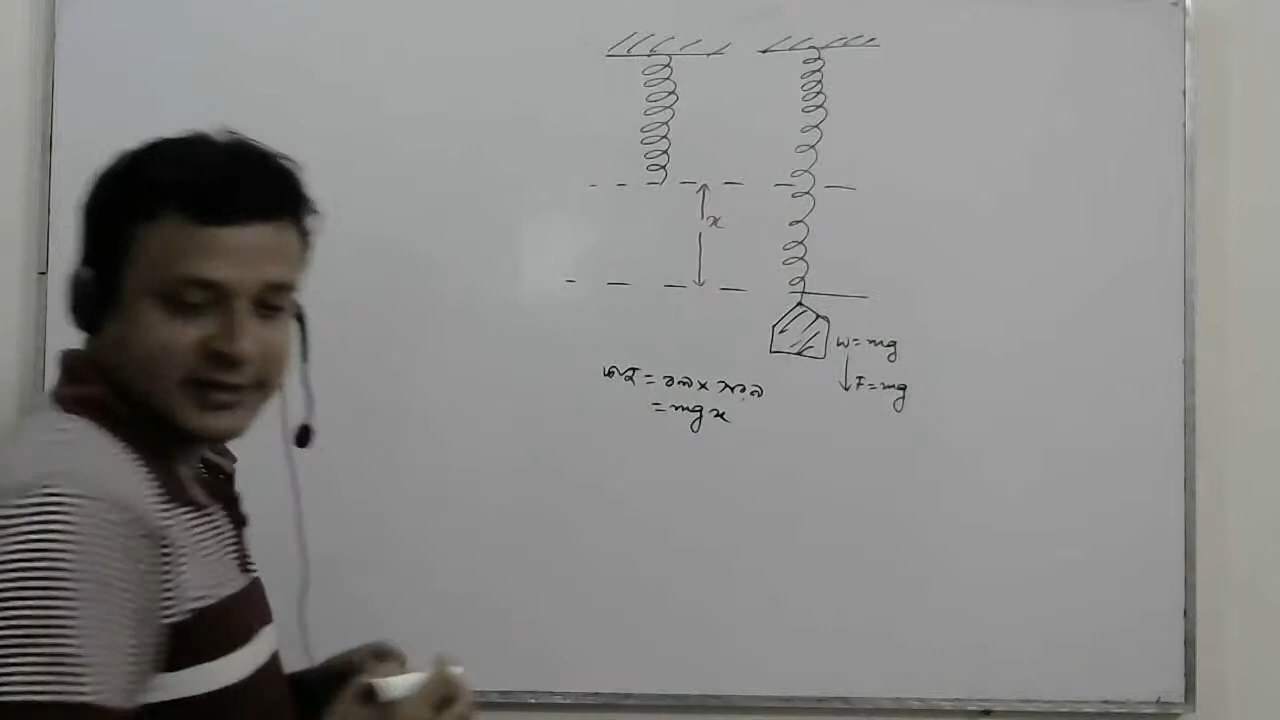 x
W = mg
F = mg
কাজ = বল × সরণ
= mgx